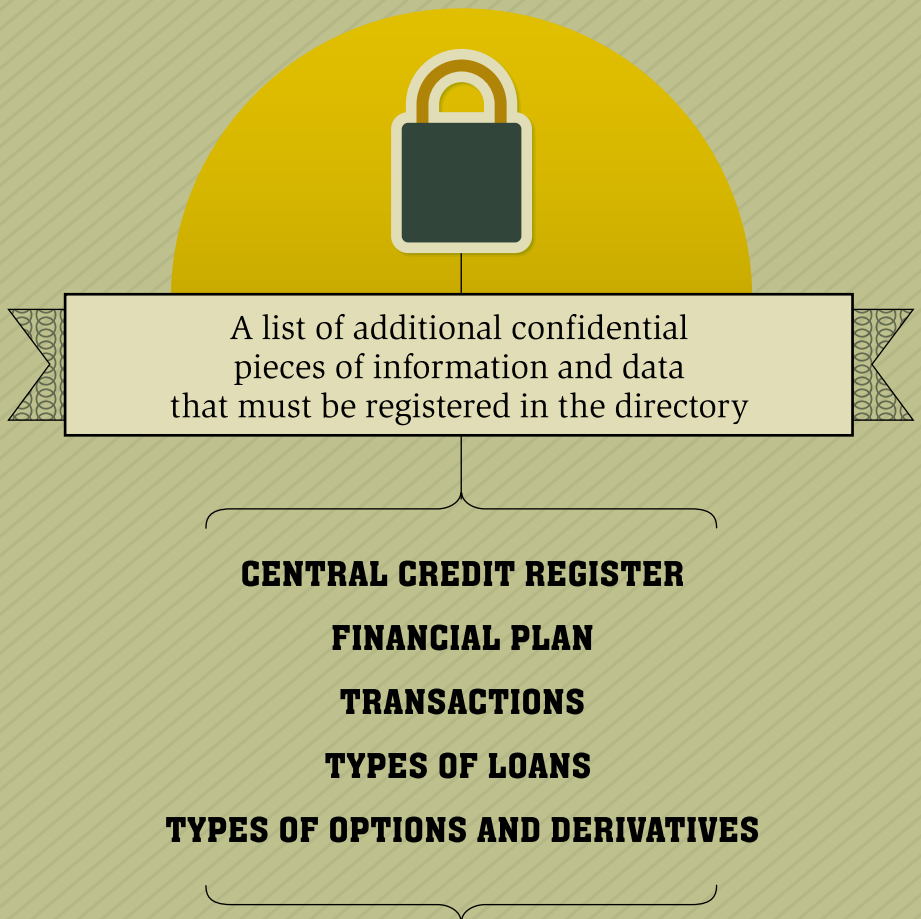 A list of additional confidential
pieces of information and data
that must be registered in the directory
CENTRAL CREDIT REGISTER
FINANCIAL PLAN
TRANSACTIONS
TYPES OF LOANS
TYPES OF OPTIONS AND DERIVATIVES